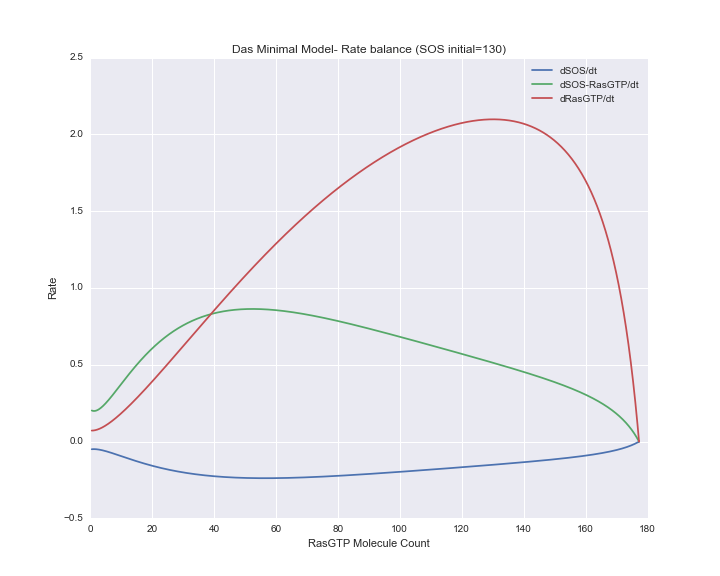 Das Minimal Model- Rate balance (SOS initial=130)
2.5
2.0
1.5
1.0
0.5
0.0
−0.5
Rate
dSOS/dt
dSOS-RasGTP/dt
dRasGTP/dt
0 20 40 60 80 100 120 140 160 180
RasGTP Molecule Count